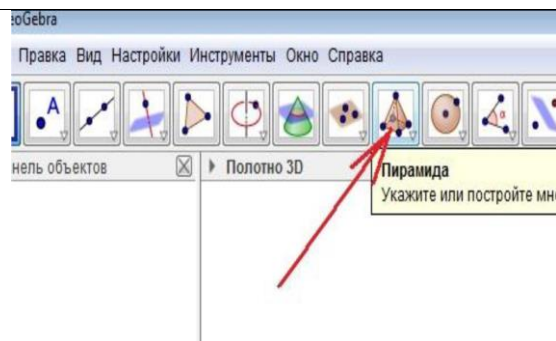 eoGebra
Правка Вид Настройки Инструменты Окно Справка
A
α
нель объектов
Полотно 3D
Пирамида
Укажите или постройте мн